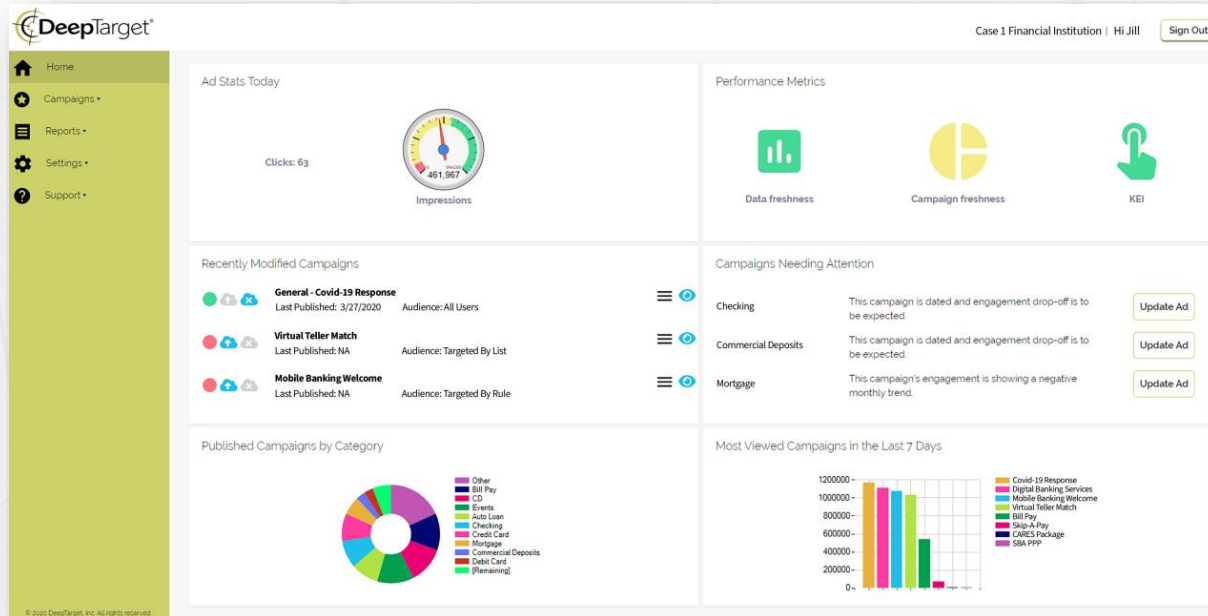 DeepTarget®
Case 1 Financial Institution | Hi Jill
Sign Out
Home
Campaigns
Reports
Settings
Support
Ad Stats Today
Clicks: 63
461,967
Impressions
Performance Metrics
Data freshness
Campaign freshness
KEI
Recently Modified Campaigns
General - Covid-19 Response
Last Published: 3/27/2020 Audience: All Users
Virtual Teller Match
Last Published: NA Audience: Targeted By List
Mobile Banking Welcome
Last Published: NA Audience: Targeted By Rule
Campaigns Needing Attention
Checking
This campaign is dated and engagement drop-off is to
be expected.
Update Ad
Commercial Deposits
This campaign is dated and engagement drop-off is to
be expected.
Update Ad
Mortgage
This campaign's engagement is showing a negative
monthly trend.
Update Ad
Published Campaigns by Category
Other
Bill Pay
CD
Events
Auto Loan
Checking
Credit Card
Mortgage
Commercial Deposits
Debit Card
[Remaining]
Most Viewed Campaigns in the Last 7 Days
1200000
1000000
800000
600000
400000
200000
0
Covid-19 Response
Digital Banking Services
Mobile Banking Welcome
Virtual Teller Match
Bill Pay
Skip-A-Pay
CARES Package
SBA PPP
© 2020 DeepTarget, Inc. All rights reserved.